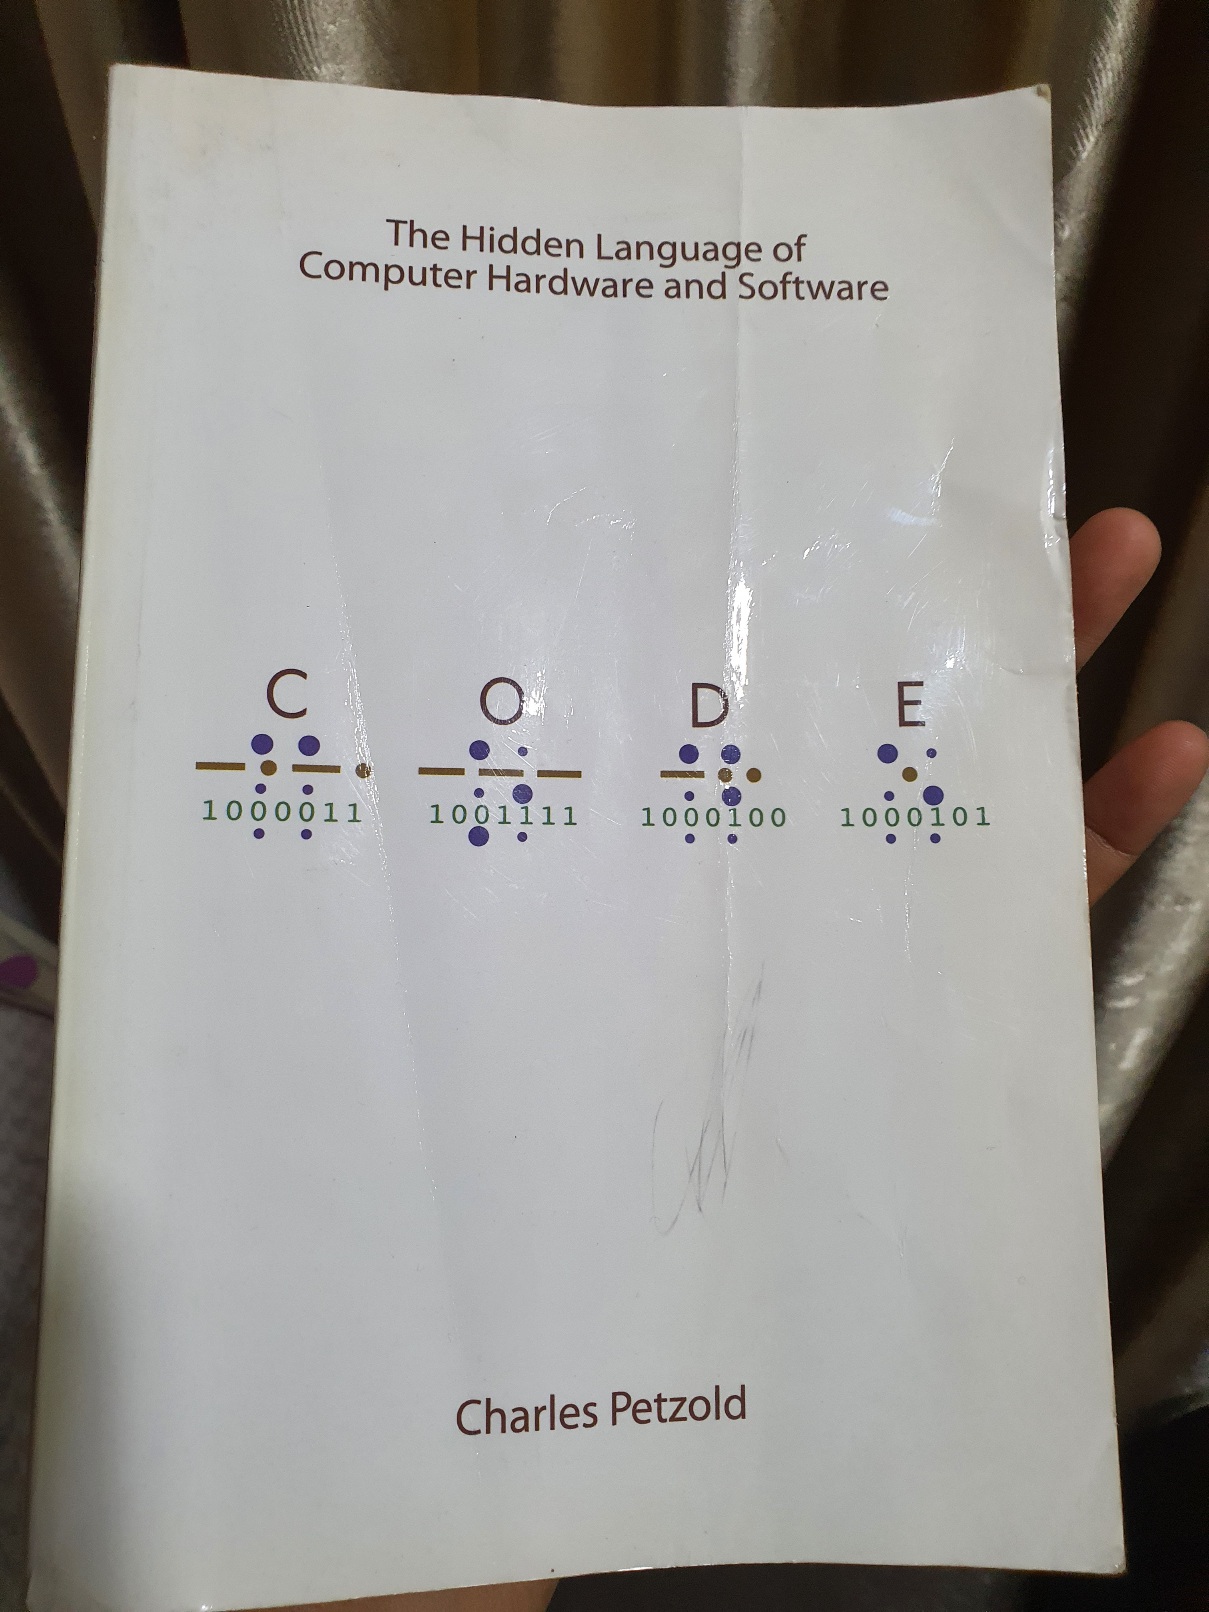 The Hidden Language of
Computer Hardware and Software
C O D E
1000011 1001111 1000100 1000101
Charles Petzold